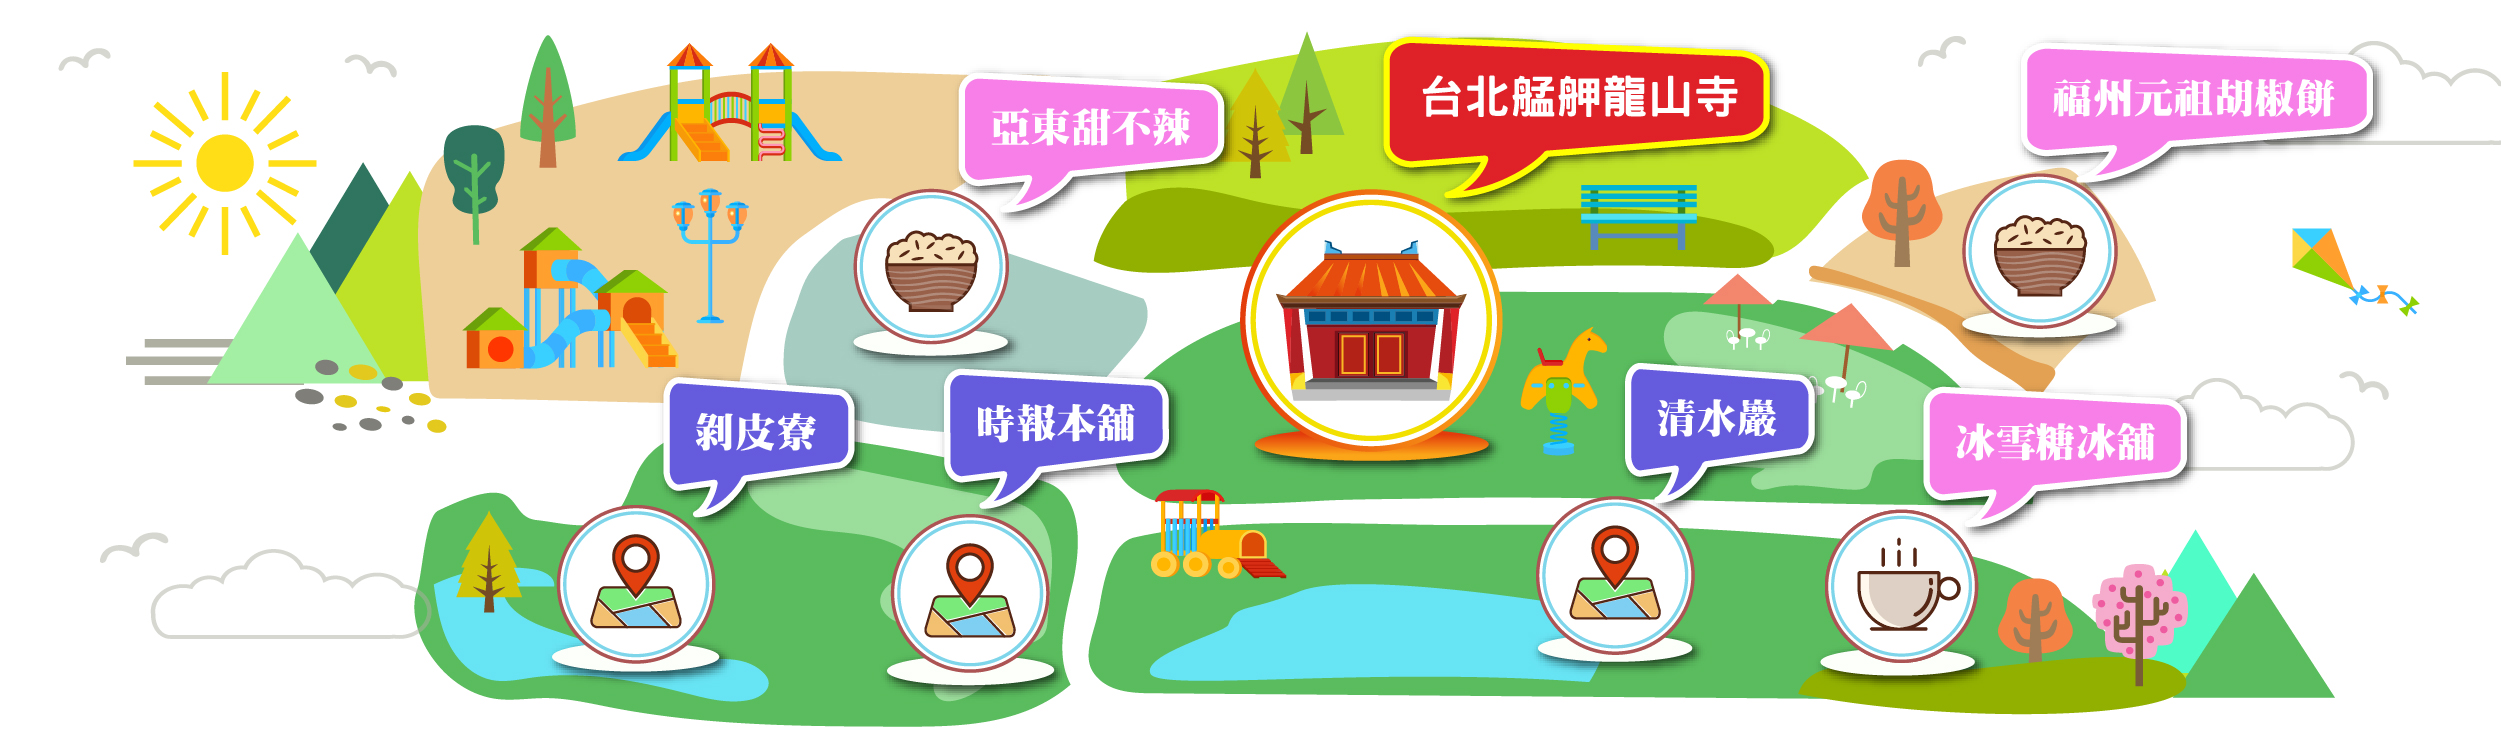 亞東甜不辣
台北艋舺龍山寺
福州元祖胡椒餅
剝皮寮
時報本舖
清水巖
冰雪糖冰舖